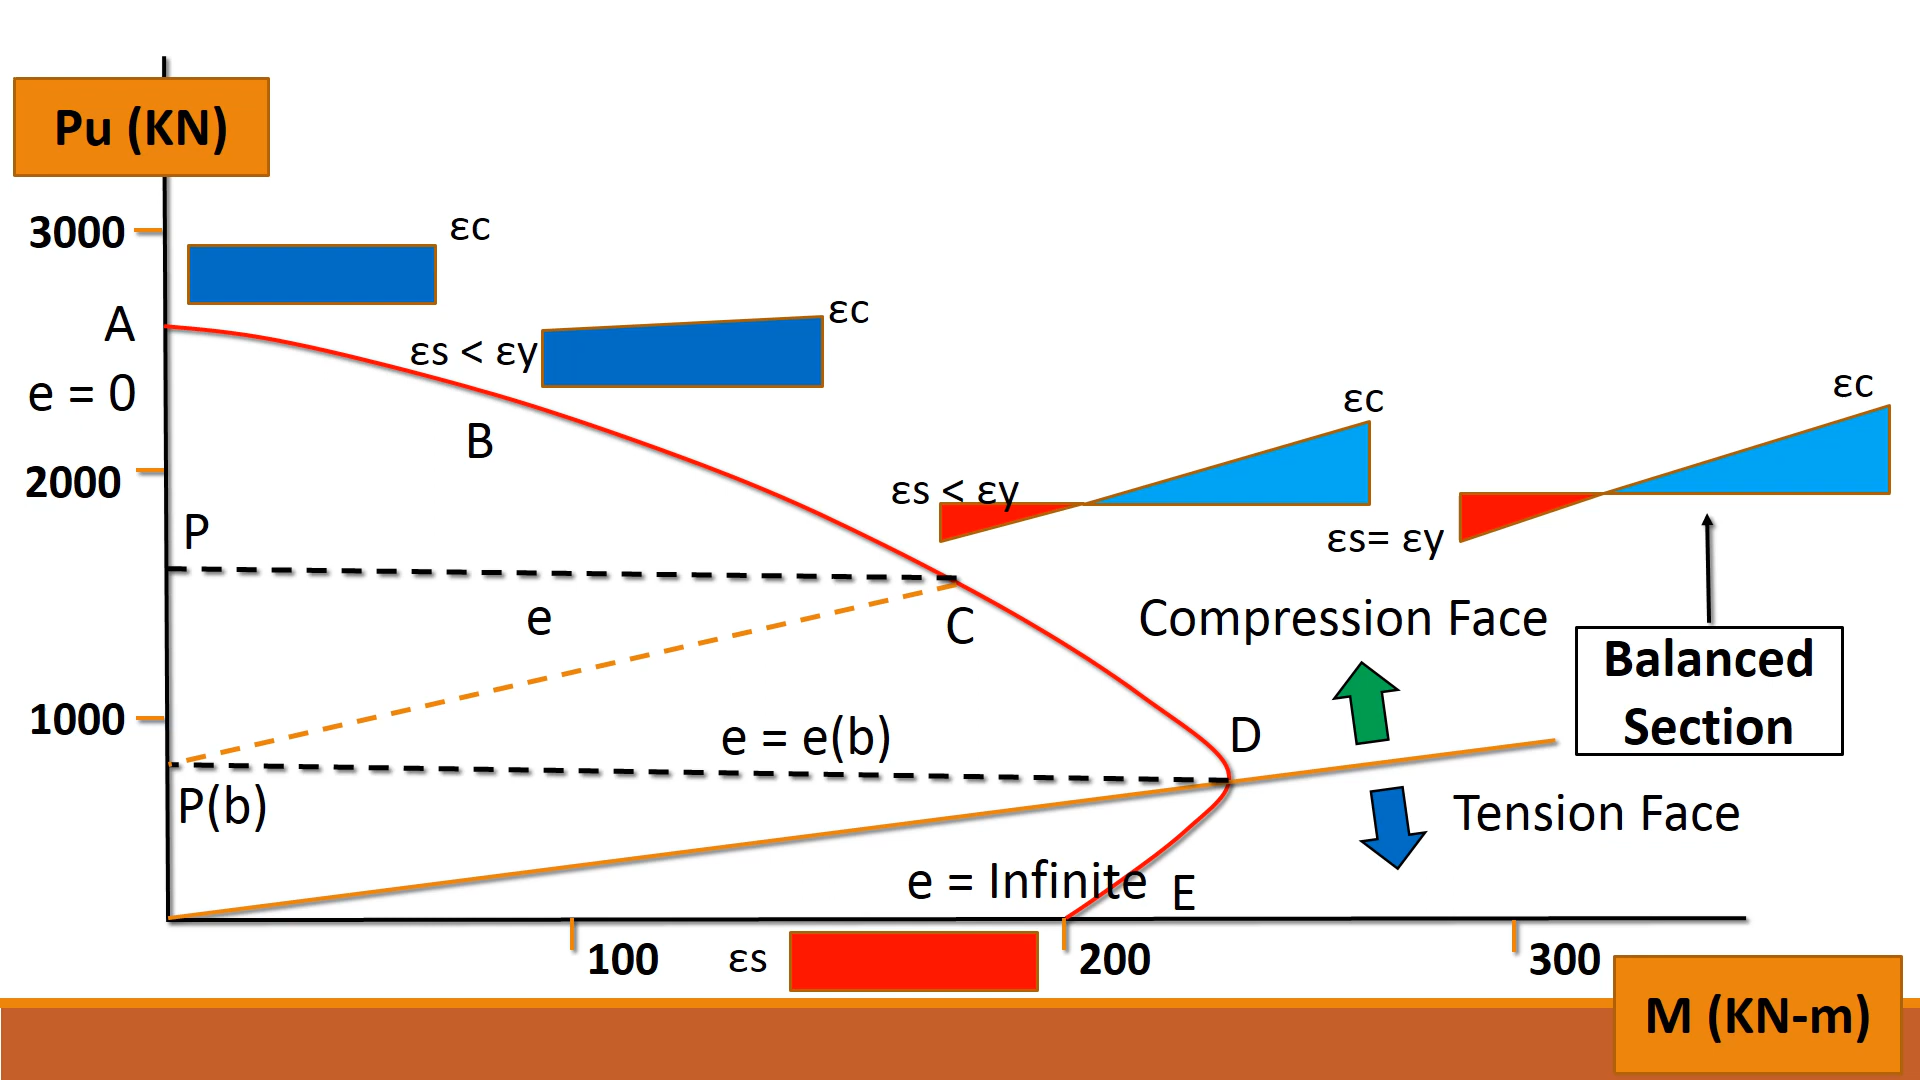 Pu (KN)
3000
εc
A
εc
εs < εy
e = 0
εc
εc
B
2000
εs < εy
P
εs= εy
e
C
Compression Face
Balanced
Section
1000
e = e(b)
D
P(b)
Tension Face
e = Infinite
E
100
εs
200
300
M (KN-m)